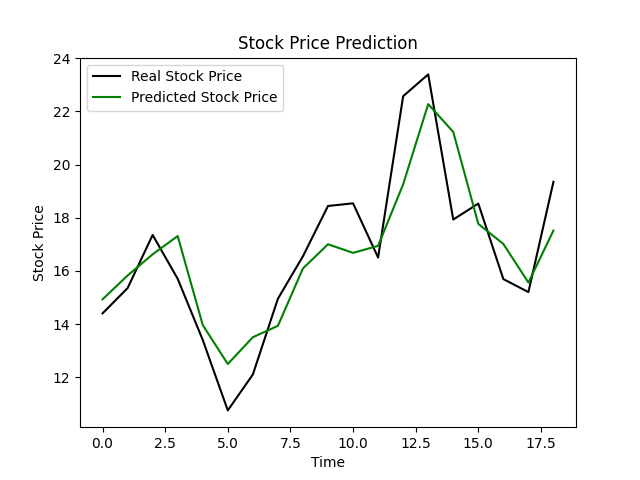 Stock Price Prediction
Real Stock Price
Predicted Stock Price
Stock Price
24
22
20
18
16
14
12
0.0 2.5 5.0 7.5 10.0 12.5 15.0 17.5
Time